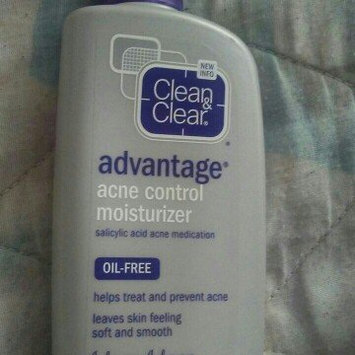 NEW
INFO
Clean &
Clear®
advantage®
acne control
moisturizer
salicylic acid acne medication
OIL-FREE
helps treat and prevent acne
leaves skin feeling
soft and smooth